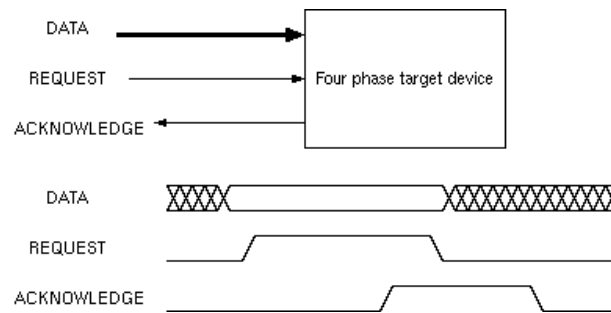 DATA
REQUEST
Four phase target device
ACKNOWLEDGE
DATA
REQUEST
ACKNOWLEDGE